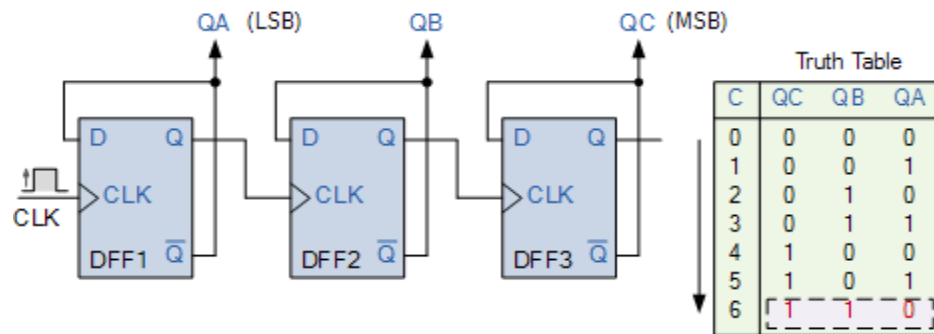 QA (LSB) QB QC (MSB)
Truth Table
C QC QB QA
0 0 0 0
1 0 0 1
2 0 1 0
3 0 1 1
4 1 0 0
5 1 0 1
6 1 1 0
D Q D Q D Q
CLK CLK CLK CLK
DFF1 Q̅ DFF2 Q̅ DFF3 Q̅